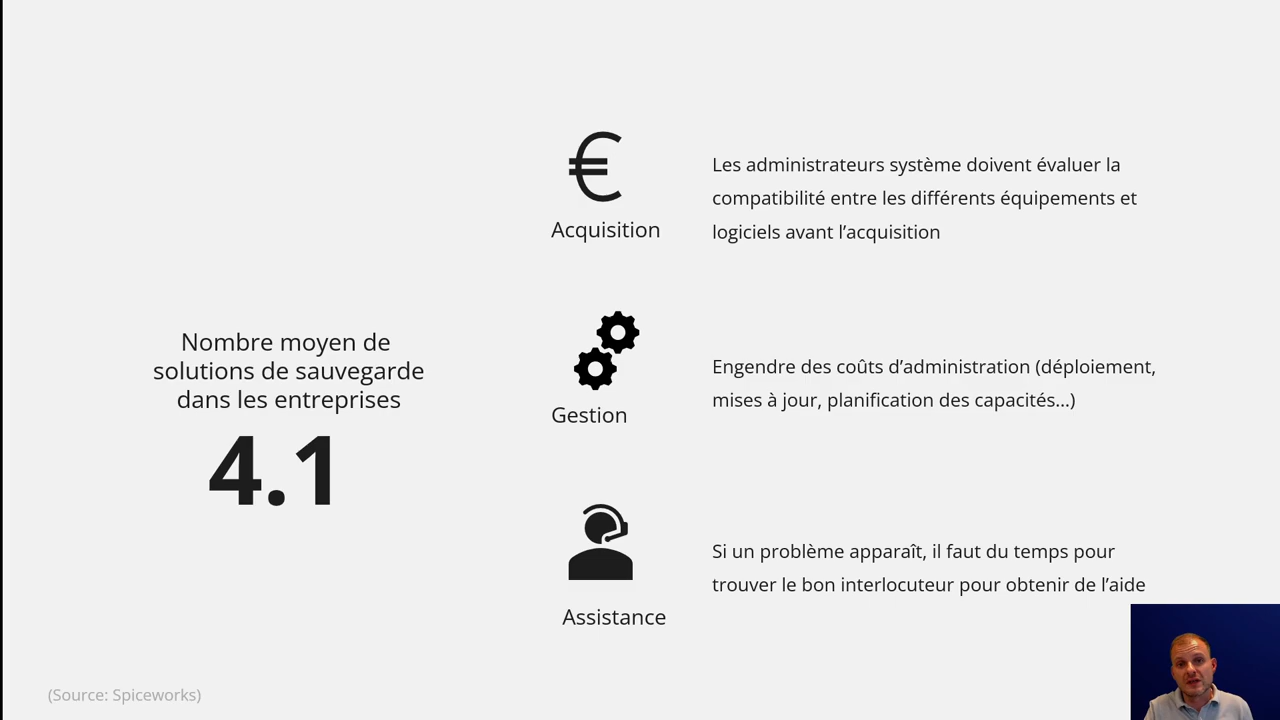 Nombre moyen de
solutions de sauvegarde
dans les entreprises
4.1
€
Acquisition
Les administrateurs système doivent évaluer la
compatibilité entre les différents équipements et
logiciels avant l’acquisition
Gestion
Engendre des coûts d’administration (déploiement,
mises à jour, planification des capacités...)
Assistance
Si un problème apparaît, il faut du temps pour
trouver le bon interlocuteur pour obtenir de l’aide
(Source: Spiceworks)